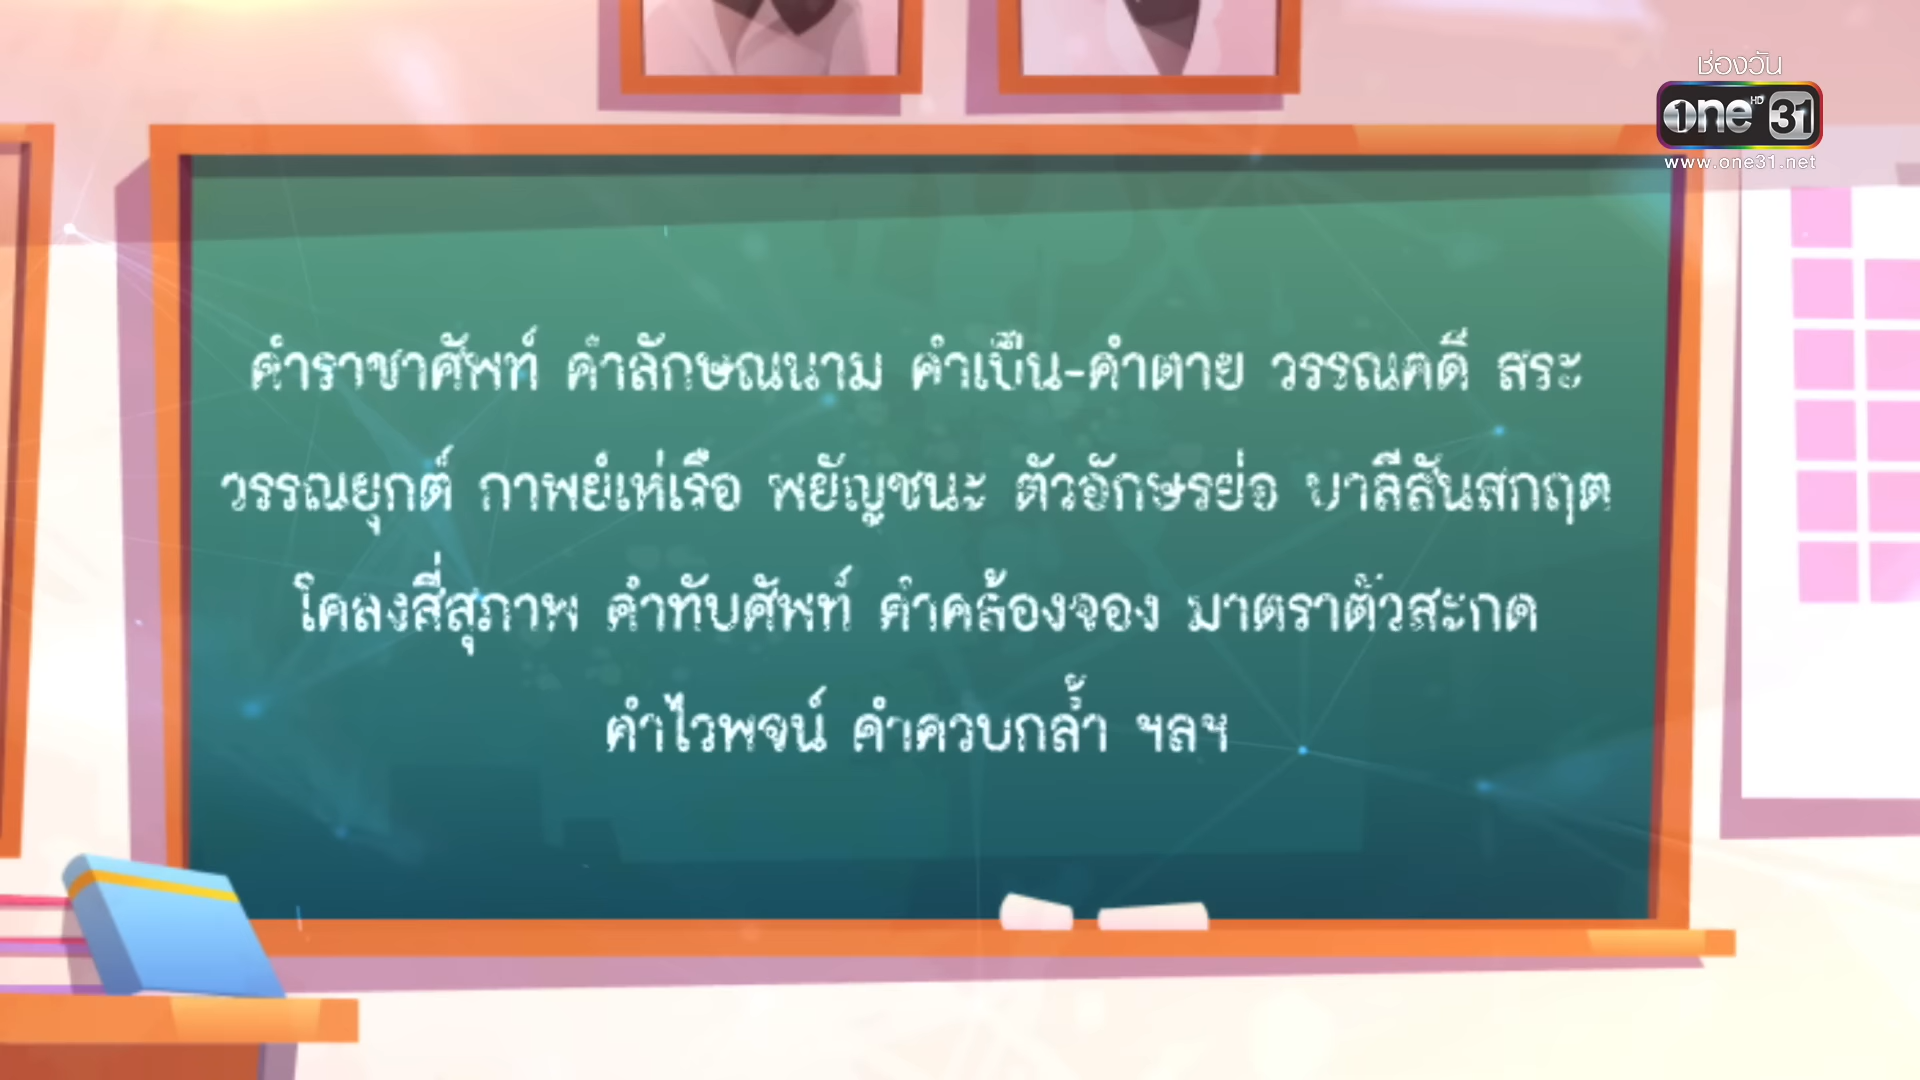 ช่องวัน
one HD 31
www.one31.net
คำราชาศัพท์ คำลักษณนาม คำเป็น-คำตาย วรรณคดี สระ
วรรณยุกต์ กาพย์เห่เรือ พยัญชนะ ตัวอักษรย่อ บาลีสันสกฤต
โคลงสี่สุภาพ คำทับศัพท์ คำคล้องจอง มาตราตัวสะกด
คำไวพจน์ คำควบกล้ำ ฯลฯ